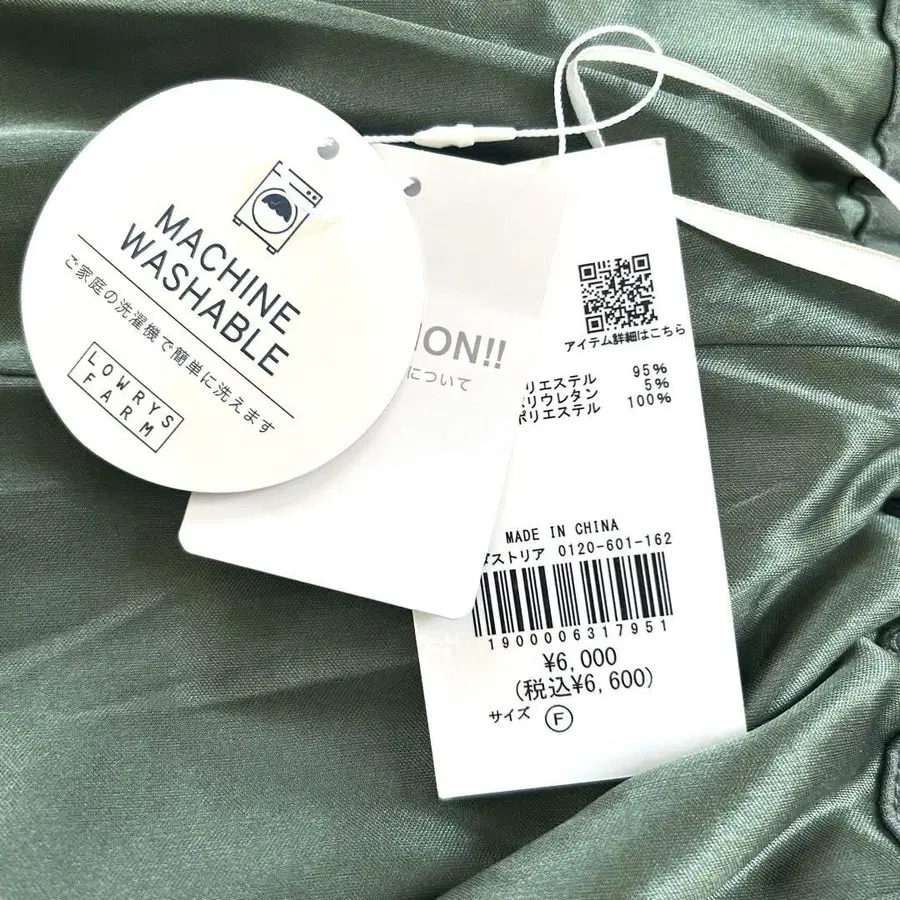 MACHINE
WASHABLE
ご家庭の洗濯機で簡単に洗えます
LOWRYS
FARM
ION!!
について
アイテム詳細はこちら
リエステル 95%
ポリウレタン 5%
ポリエステル 100%
MADE IN CHINA
ダストリア 0120-601-162
1900006317951
¥6,000
(税込¥6,600)
サイズ F